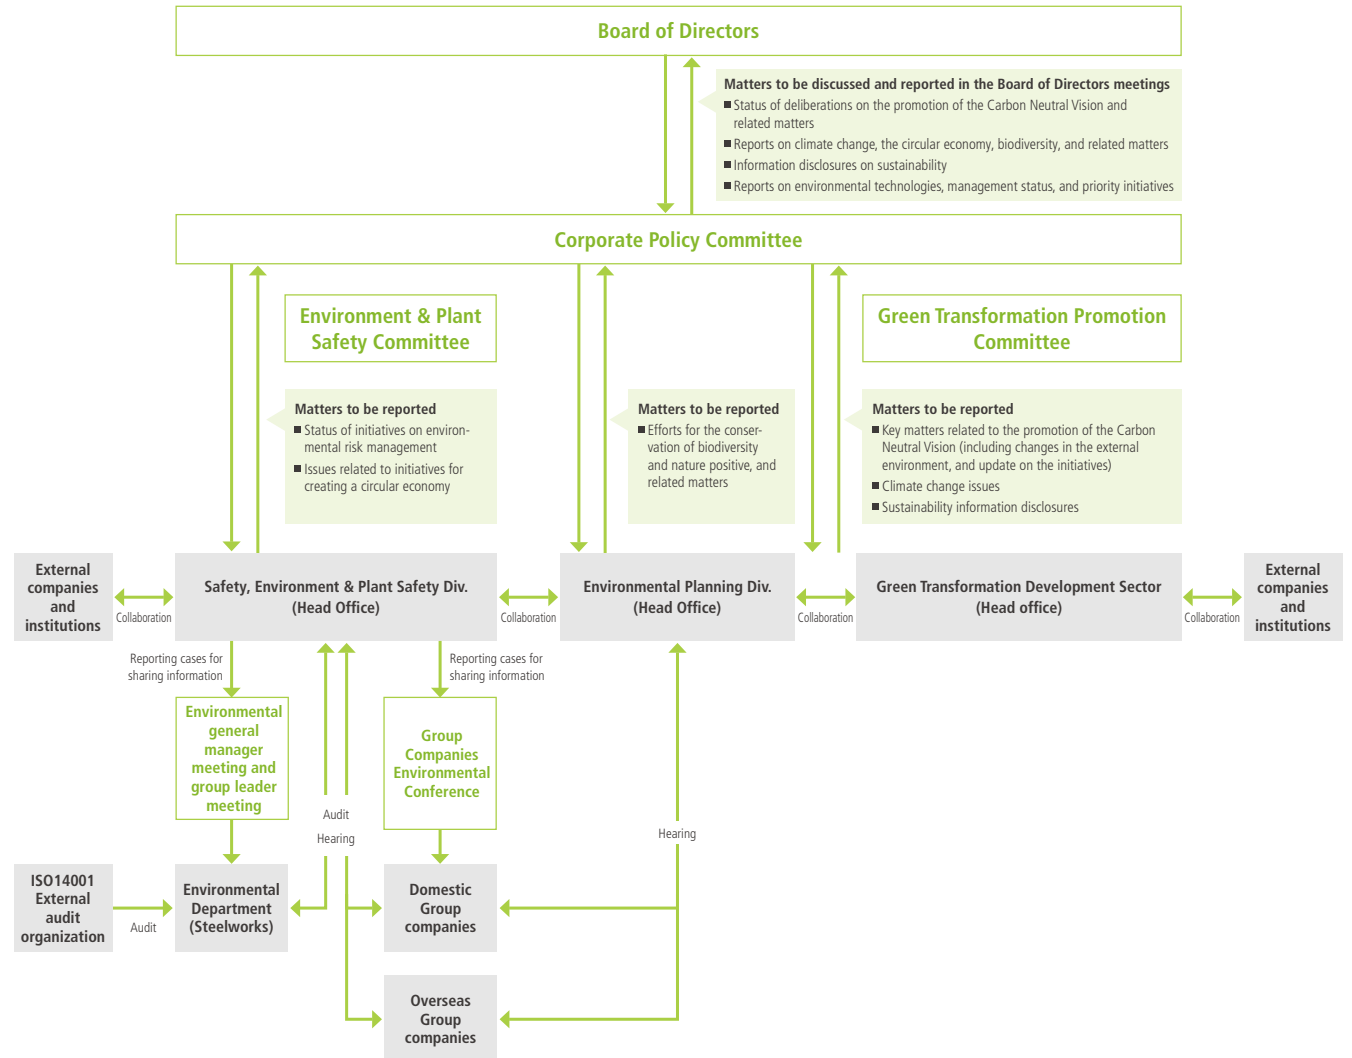 Board of Directors
Matters to be discussed and reported in the Board of Directors meetings
■ Status of deliberations on the promotion of the Carbon Neutral Vision and
related matters
■ Reports on climate change, the circular economy, biodiversity, and related matters
■ Information disclosures on sustainability
■ Reports on environmental technologies, management status, and priority initiatives
Corporate Policy Committee
Environment & Plant
Safety Committee
Green Transformation Promotion
Committee
Matters to be reported
■ Status of initiatives on environ-
mental risk management
■ Issues related to initiatives for
creating a circular economy
Matters to be reported
■ Efforts for the conser-
vation of biodiversity
and nature positive, and
related matters
Matters to be reported
■ Key matters related to the promotion of the Carbon
Neutral Vision (including changes in the external
environment, and update on the initiatives)
■ Climate change issues
■ Sustainability information disclosures
External
companies
and
institutions
Collaboration
Safety, Environment & Plant Safety Div.
(Head Office)
Collaboration
Environmental Planning Div.
(Head Office)
Collaboration
Green Transformation Development Sector
(Head office)
Collaboration
External
companies
and
institutions
Reporting cases for
sharing information
Reporting cases for
sharing information
Environmental
general
manager
meeting and
group leader
meeting
Group
Companies
Environmental
Conference
Audit
Hearing
Hearing
ISO14001
External
audit
organization
Audit
Environmental
Department
(Steelworks)
Domestic
Group
companies
Overseas
Group
companies